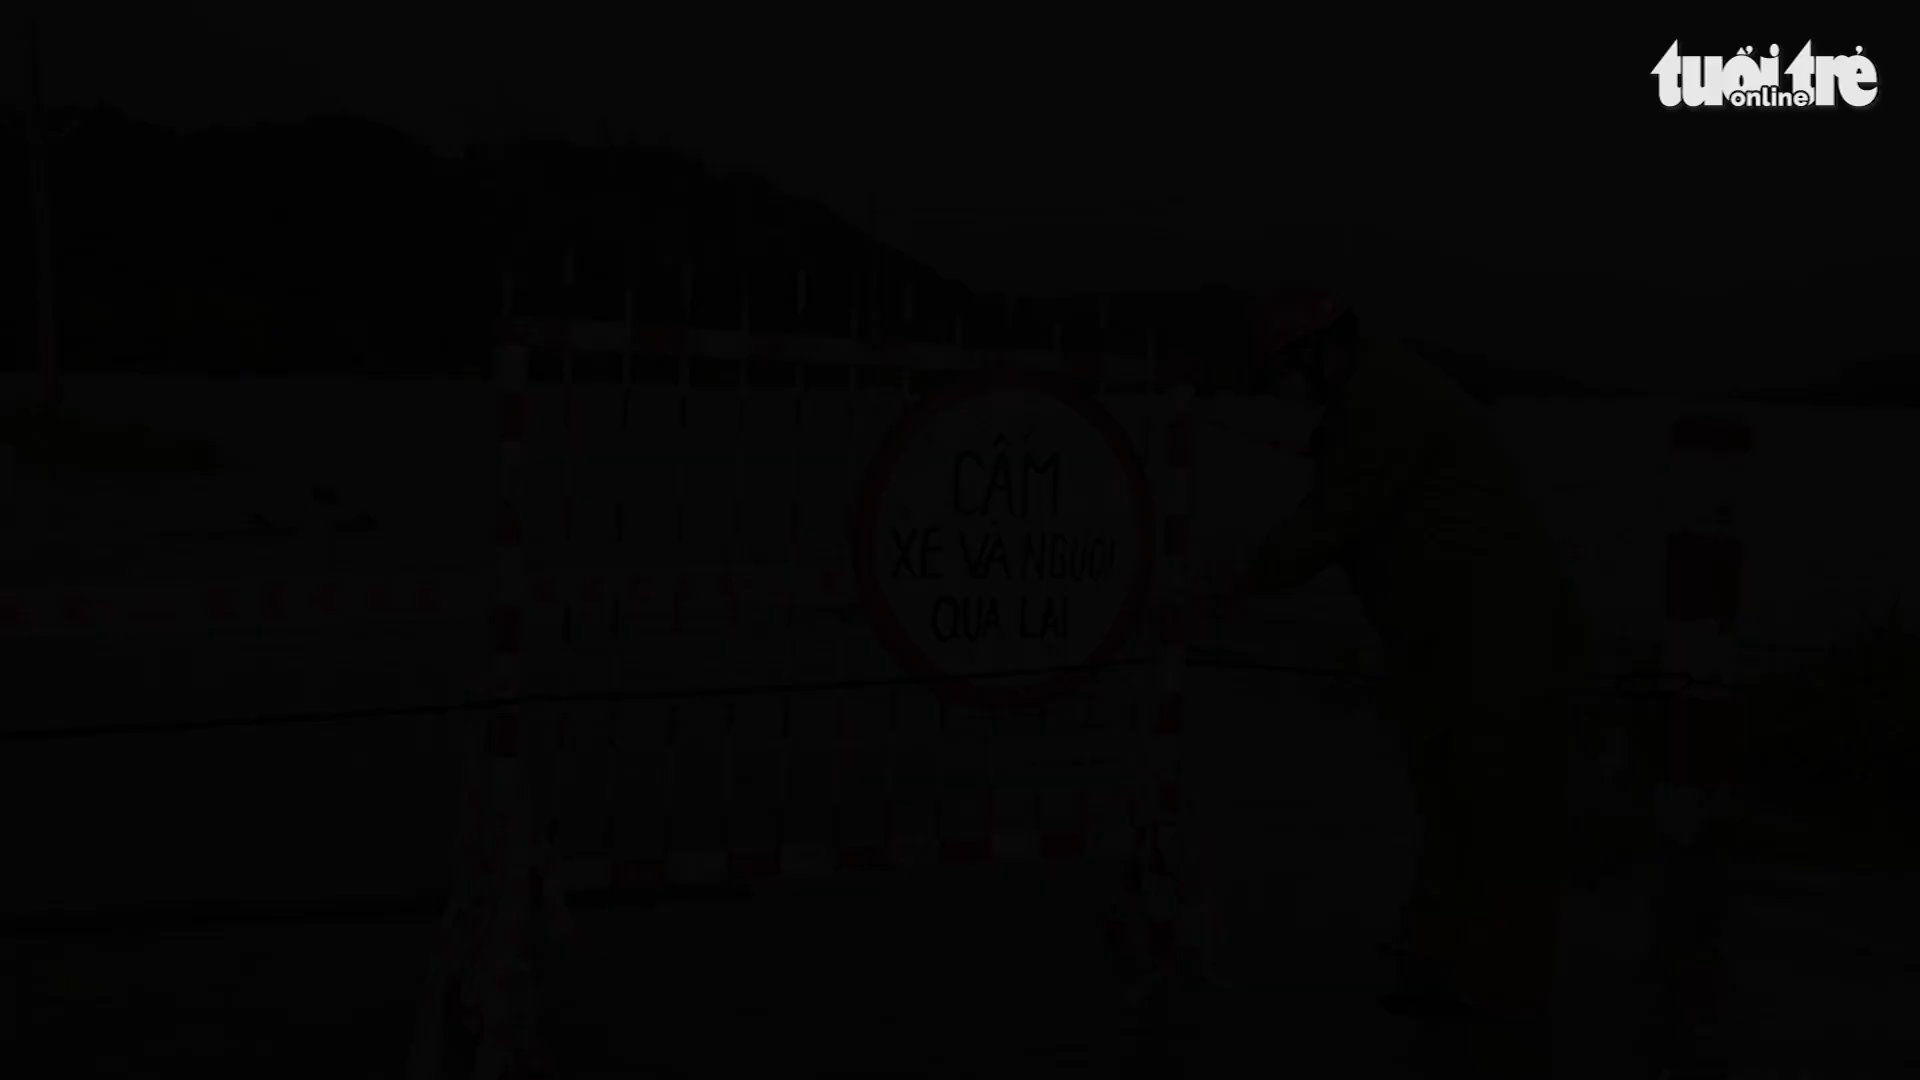 tuổi trẻ
online
CẤM
XE VÀ NGƯỜI
QUA LẠI